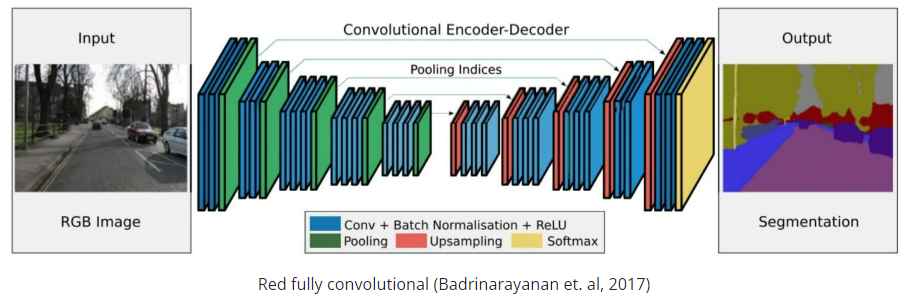 Input
Convolutional Encoder-Decoder
Output
Pooling Indices
RGB Image
Segmentation
Conv + Batch Normalisation + ReLU
Pooling
Upsampling
Softmax
Red fully convolutional (Badrinarayanan et. al, 2017)